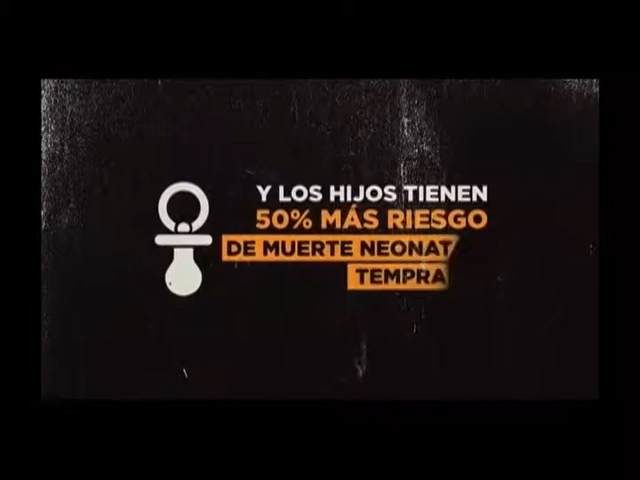 Y LOS HIJOS TIENEN
50% MÁS RIESGO
DE MUERTE NEONAT
TEMPRA